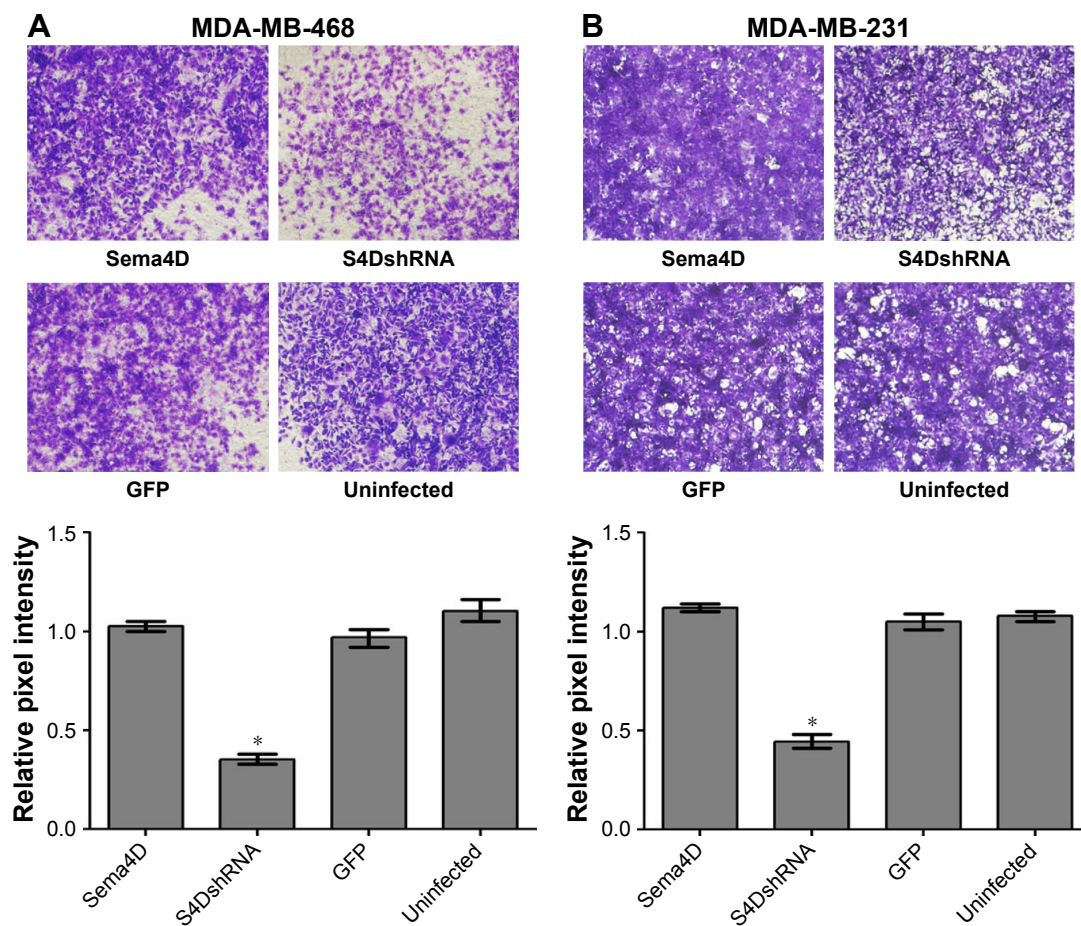 A
MDA-MB-468
Sema4D
S4DshRNA
GFP
Uninfected
Relative pixel intensity
1.5
1.0
0.5
0.0
*
Sema4D
S4DshRNA
GFP
Uninfected
B
MDA-MB-231
Sema4D
S4DshRNA
GFP
Uninfected
Relative pixel intensity
1.5
1.0
0.5
0.0
*
Sema4D
S4DshRNA
GFP
Uninfected